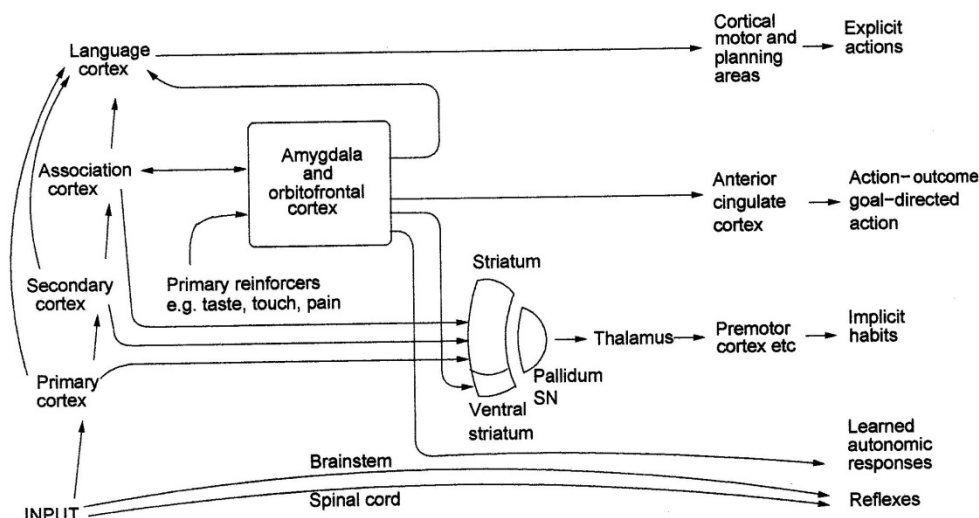 Language
cortex
Cortical
motor and
planning
areas
Explicit
actions
Association
cortex
Amygdala
and
orbitofrontal
cortex
Anterior
cingulate
cortex
Action-outcome
goal-directed
action
Secondary
cortex
Primary reinforcers
e.g. taste, touch, pain
Striatum
Thalamus
Premotor
cortex etc
Implicit
habits
Primary
cortex
Pallidum
SN
Ventral
striatum
Learned
autonomic
responses
Brainstem
Spinal cord
Reflexes
INPUT